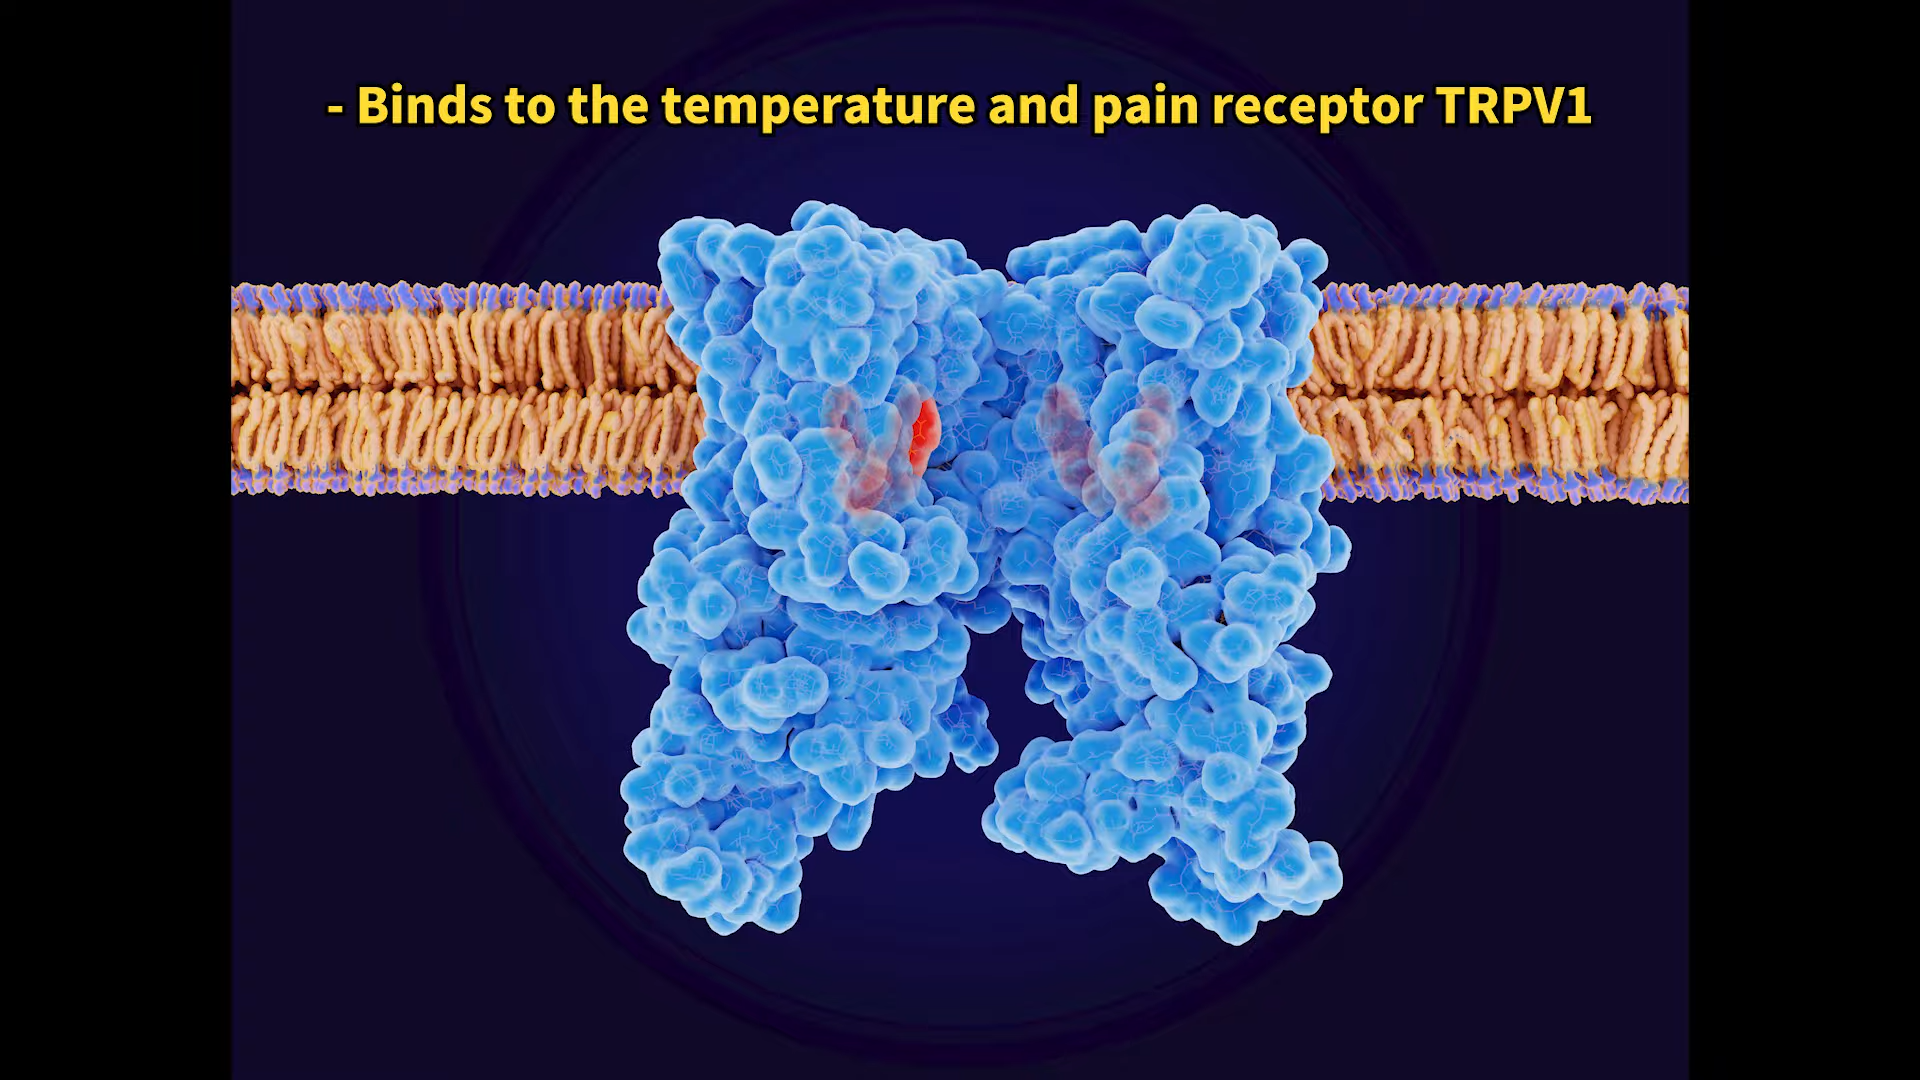 - Binds to the temperature and pain receptor TRPV1